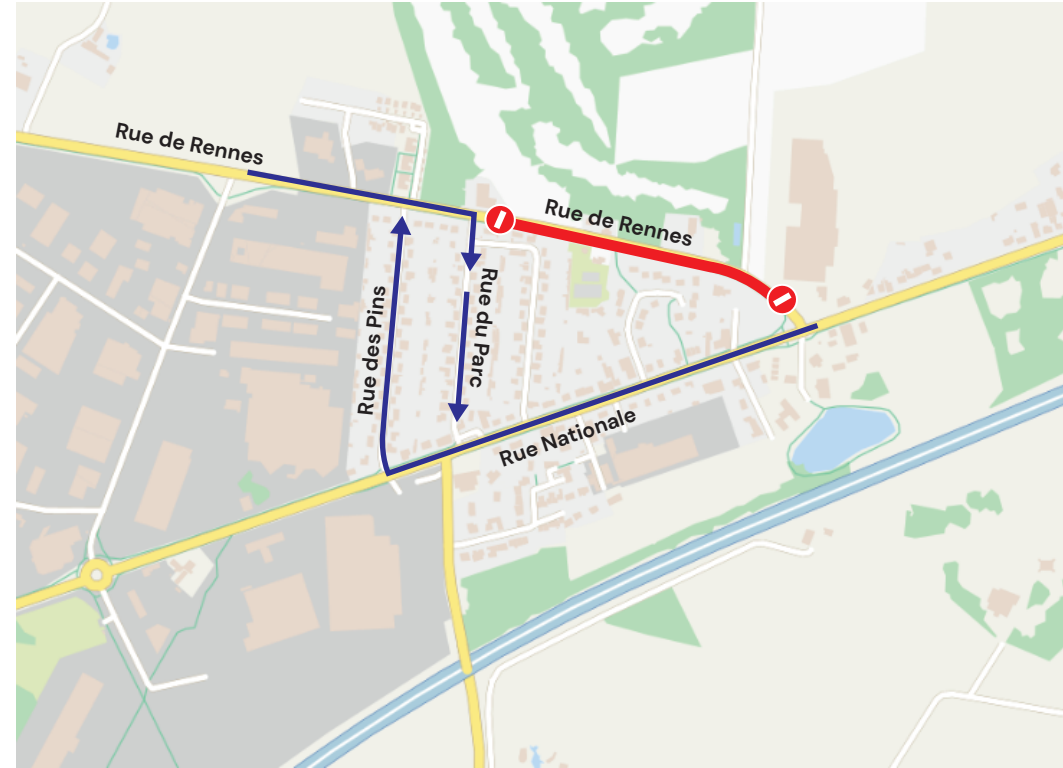 Rue de Rennes
Rue de Rennes
Rue des Pins
Rue du Parc
Rue Nationale